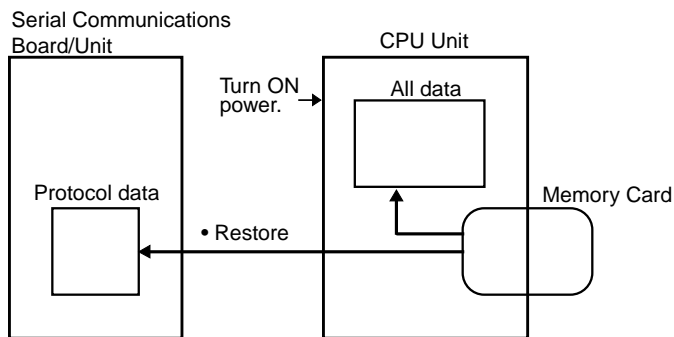 Serial Communications
Board/Unit
CPU Unit
Turn ON
power.
All data
Protocol data
Memory Card
• Restore